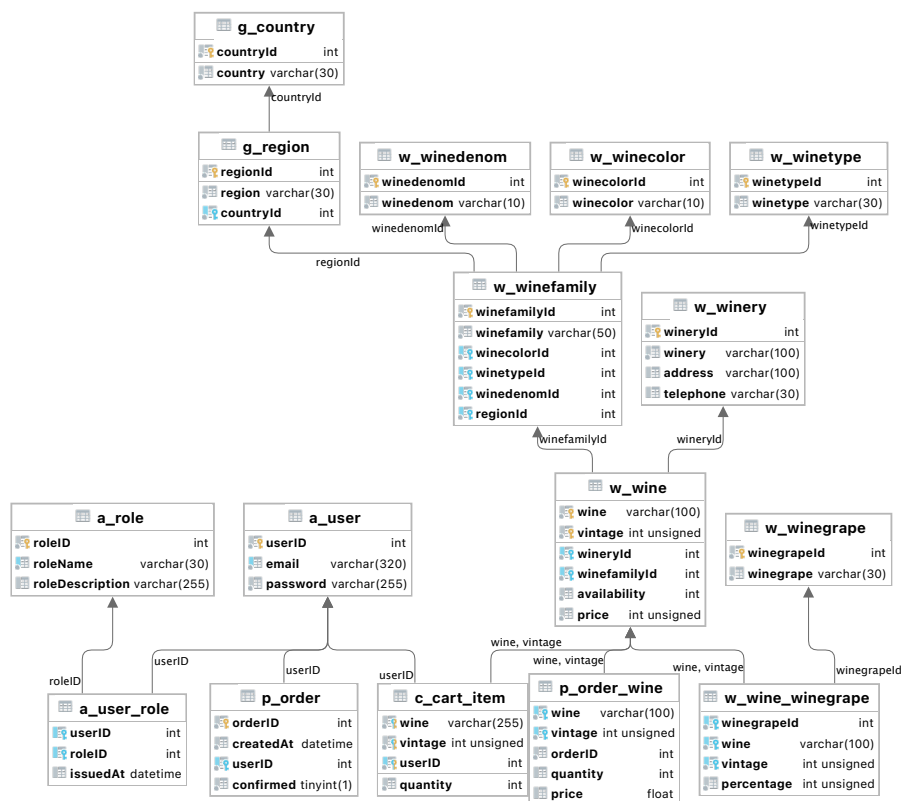 g_country
countryId int
country varchar(30)
countryId
g_region
regionId int
region varchar(30)
countryId int
w_winedenom
winedenomId int
winedenom varchar(10)
w_winecolor
winecolorId int
winecolor varchar(10)
w_winetype
winetypeId int
winetype varchar(30)
regionId
winedenomId
winecolorId
winetypeId
w_winefamily
winefamilyId int
winefamily varchar(50)
winecolorId int
winetypeId int
winedenomId int
regionId int
w_winery
wineryId int
winery varchar(100)
address varchar(100)
telephone varchar(30)
winefamilyId
wineryId
w_wine
wine varchar(100)
vintage int unsigned
wineryId int
winefamilyId int
availability int
price int unsigned
a_role
roleID int
roleName varchar(30)
roleDescription varchar(255)
a_user
userID int
email varchar(320)
password varchar(255)
w_winegrape
winegrapeId int
winegrape varchar(30)
roleID
userID
userID
userID
wine, vintage
wine, vintage
wine, vintage
winegrapeId
a_user_role
userID int
roleID int
issuedAt datetime
p_order
orderID int
createdAt datetime
userID int
confirmed tinyint(1)
c_cart_item
wine varchar(255)
vintage int unsigned
userID int
quantity int
p_order_wine
wine varchar(100)
vintage int unsigned
orderID int
quantity int
price float
w_wine_winegrape
winegrapeId int
wine varchar(100)
vintage int unsigned
percentage int unsigned